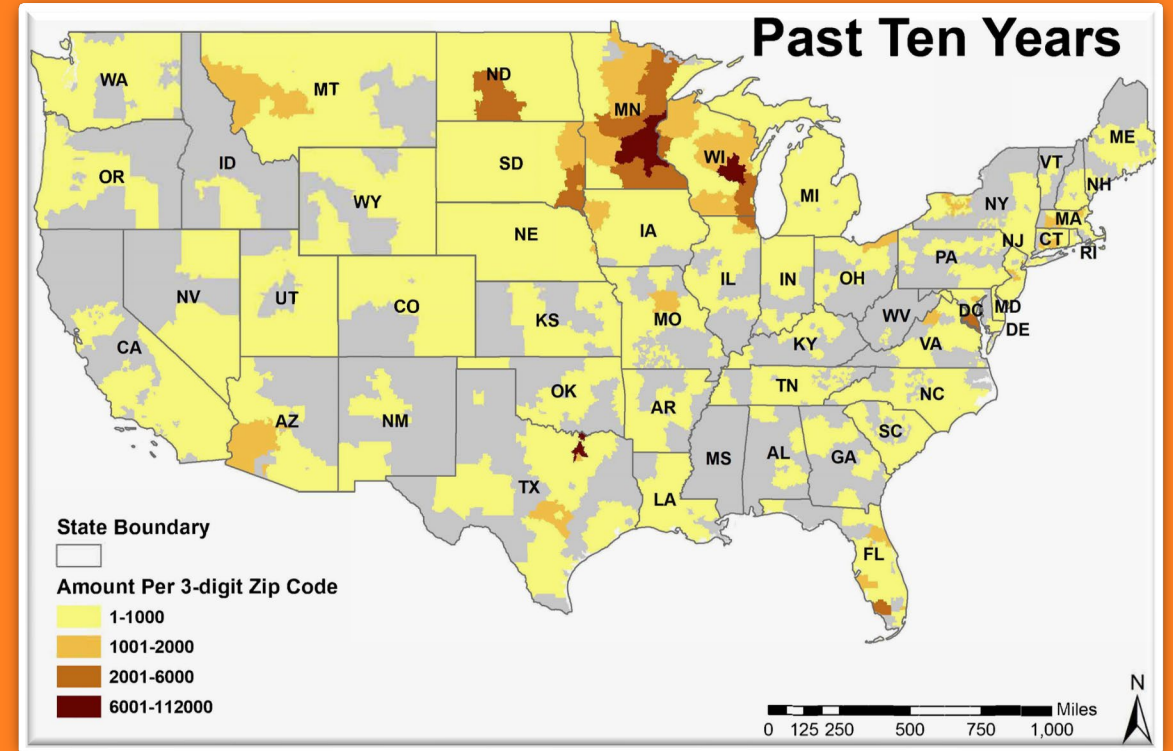 Past Ten Years
WA
MT
ND
MN
ME
OR
ID
SD
WI
VT
NH
WY
MI
NY
MA
CT
RI
NE
IA
NJ
PA
NV
UT
CO
IL
IN
OH
DC
MD
DE
CA
KS
MO
WV
VA
KY
AZ
NM
OK
AR
TN
NC
SC
MS
AL
GA
TX
LA
FL
State Boundary
Amount Per 3-digit Zip Code
1-1000
1001-2000
2001-6000
6001-112000
N
Miles
0 125 250 500 750 1,000